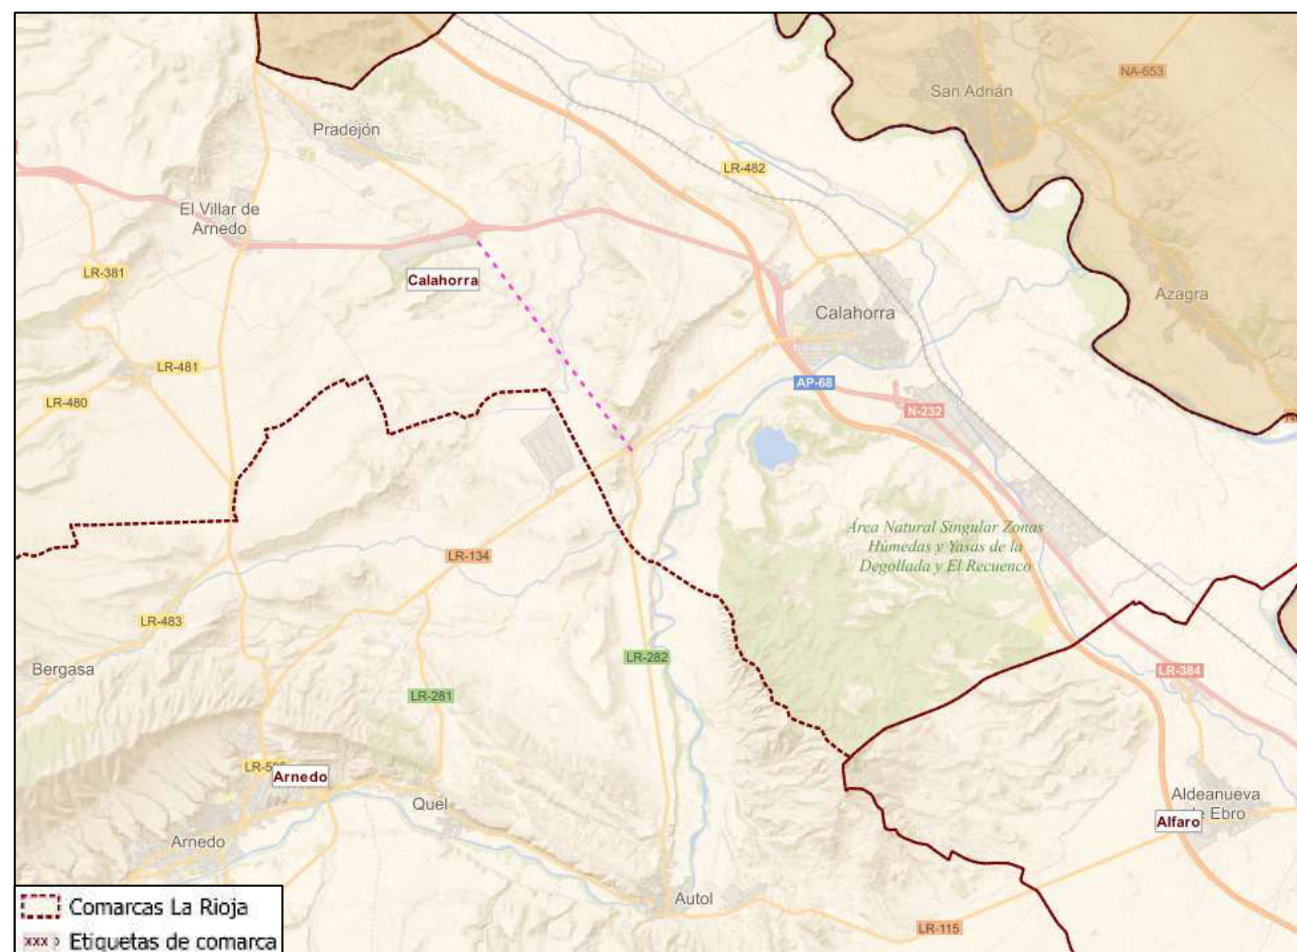 San Adrián
NA-653
Pradejón
LR-482
El Villar de
Arnedo
LR-381
Calahorra
Azagra
Calahorra
LR-481
AP-68
LR-480
N-232
Área Natural Singular Zonas
Húmedas y Yasas de la
Degollada y El Recuenco
LR-134
LR-483
Bergasa
LR-282
LR-384
LR-281
Arnedo
Quel
Aldeanueva
de Ebro
Alfaro
Arnedo
Autol
LR-115
Comarcas La Rioja
xxx
Etiquetas de comarca